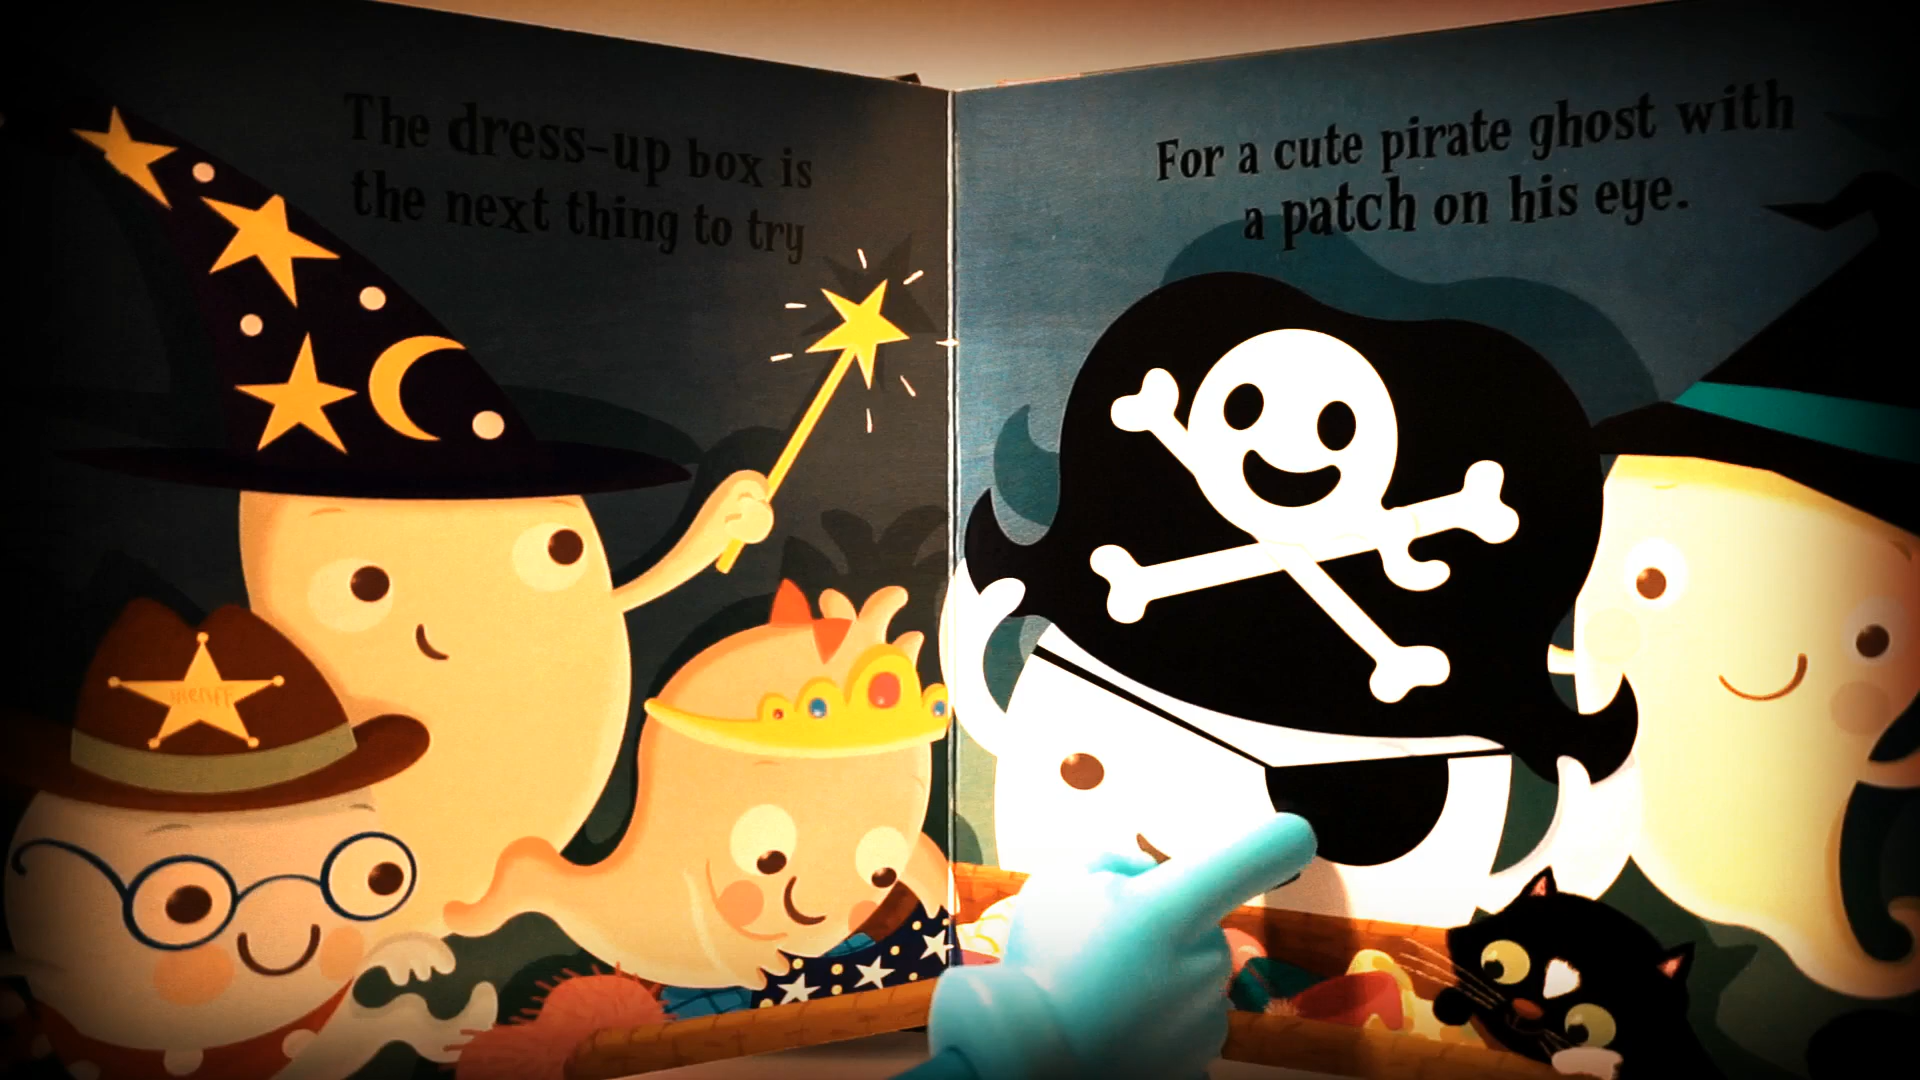 The dress-up box is
the next thing to try
For a cute pirate ghost with
a patch on his eye.
SHERIFF